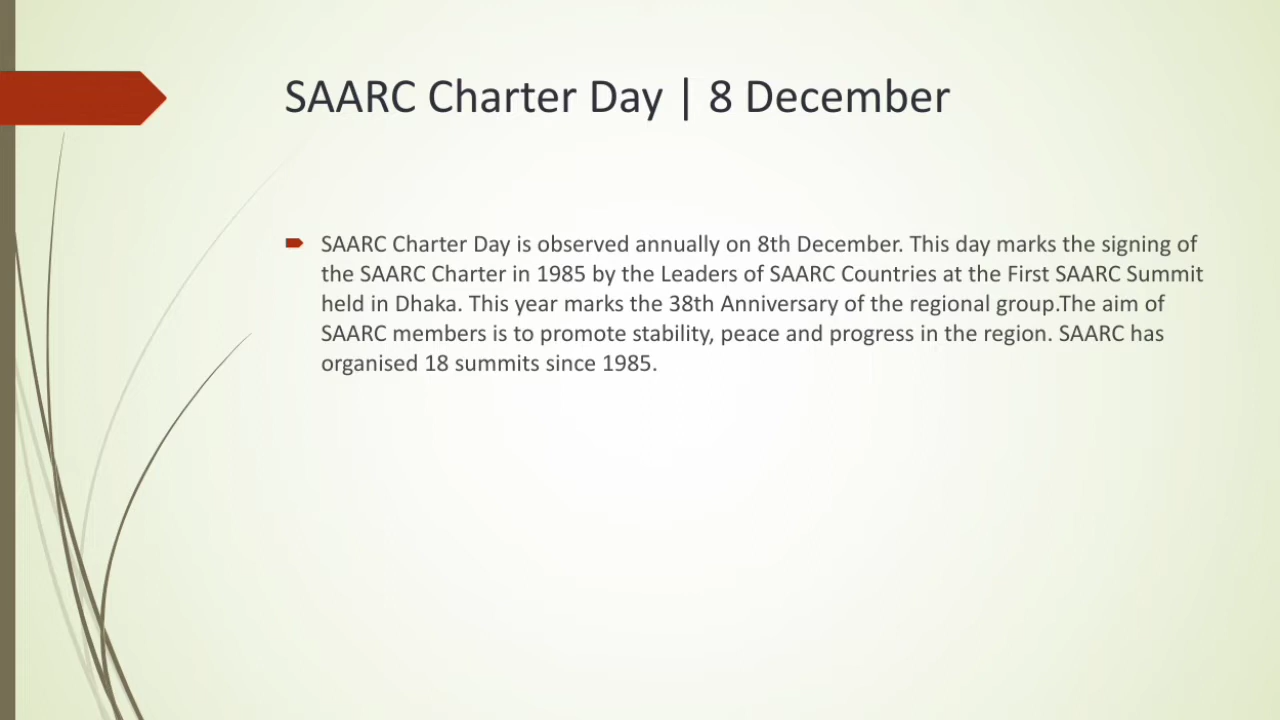 SAARC Charter Day | 8 December
SAARC Charter Day is observed annually on 8th December. This day marks the signing of
the SAARC Charter in 1985 by the Leaders of SAARC Countries at the First SAARC Summit
held in Dhaka. This year marks the 38th Anniversary of the regional group.The aim of
SAARC members is to promote stability, peace and progress in the region. SAARC has
organised 18 summits since 1985.